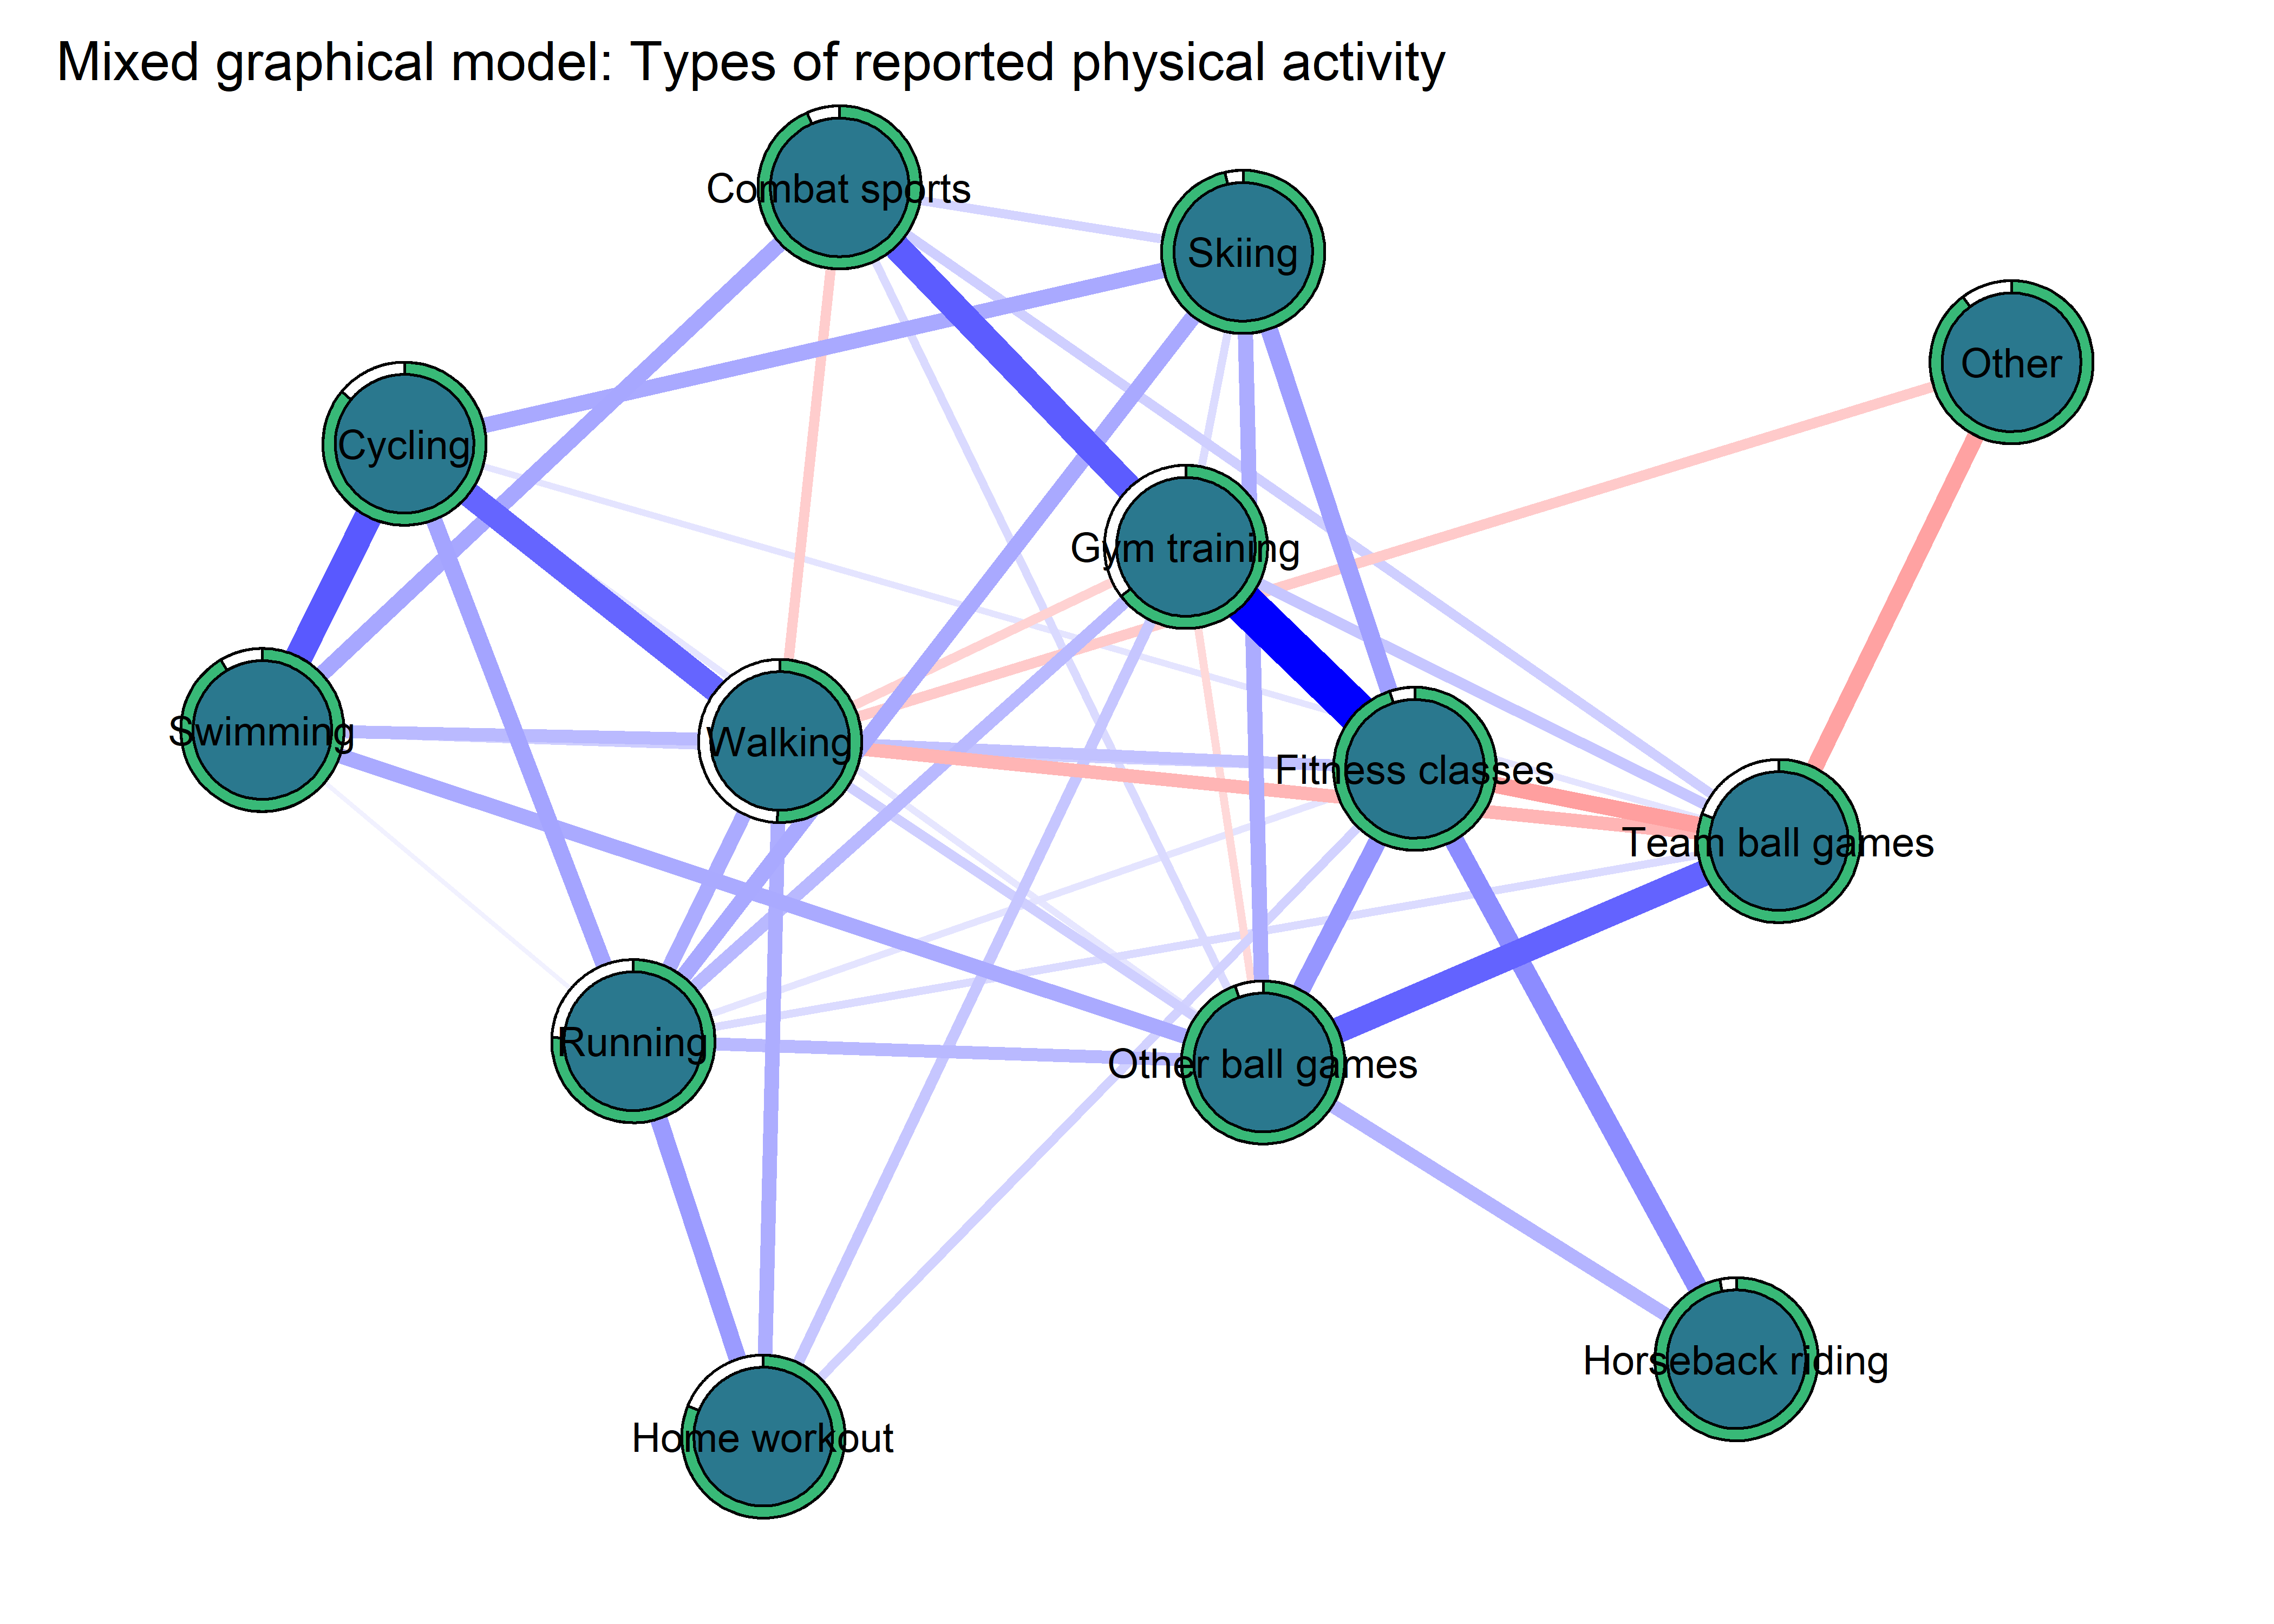 Mixed graphical model: Types of reported physical activity
Combat sports
Skiing
Other
Cycling
Gym training
Swimming
Walking
Fitness classes
Team ball games
Running
Other ball games
Horseback riding
Home workout